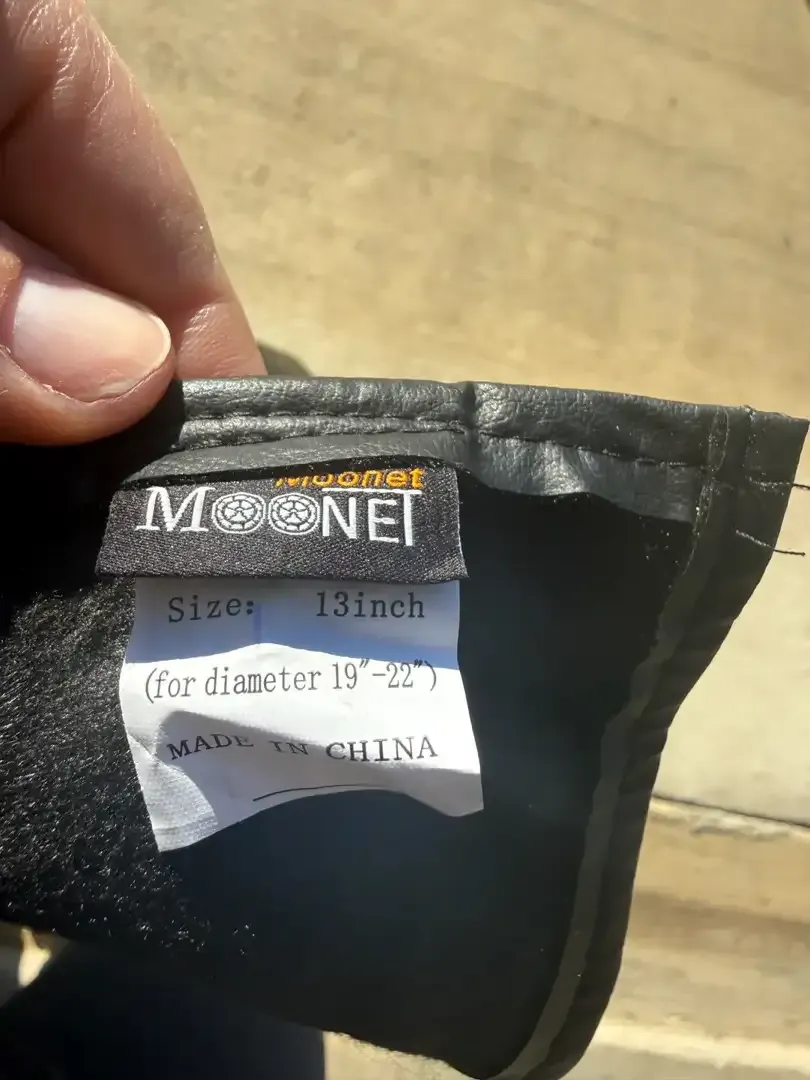 Moonet
MOONET
Size: 13inch
(for diameter 19"-22")
MADE IN CHINA